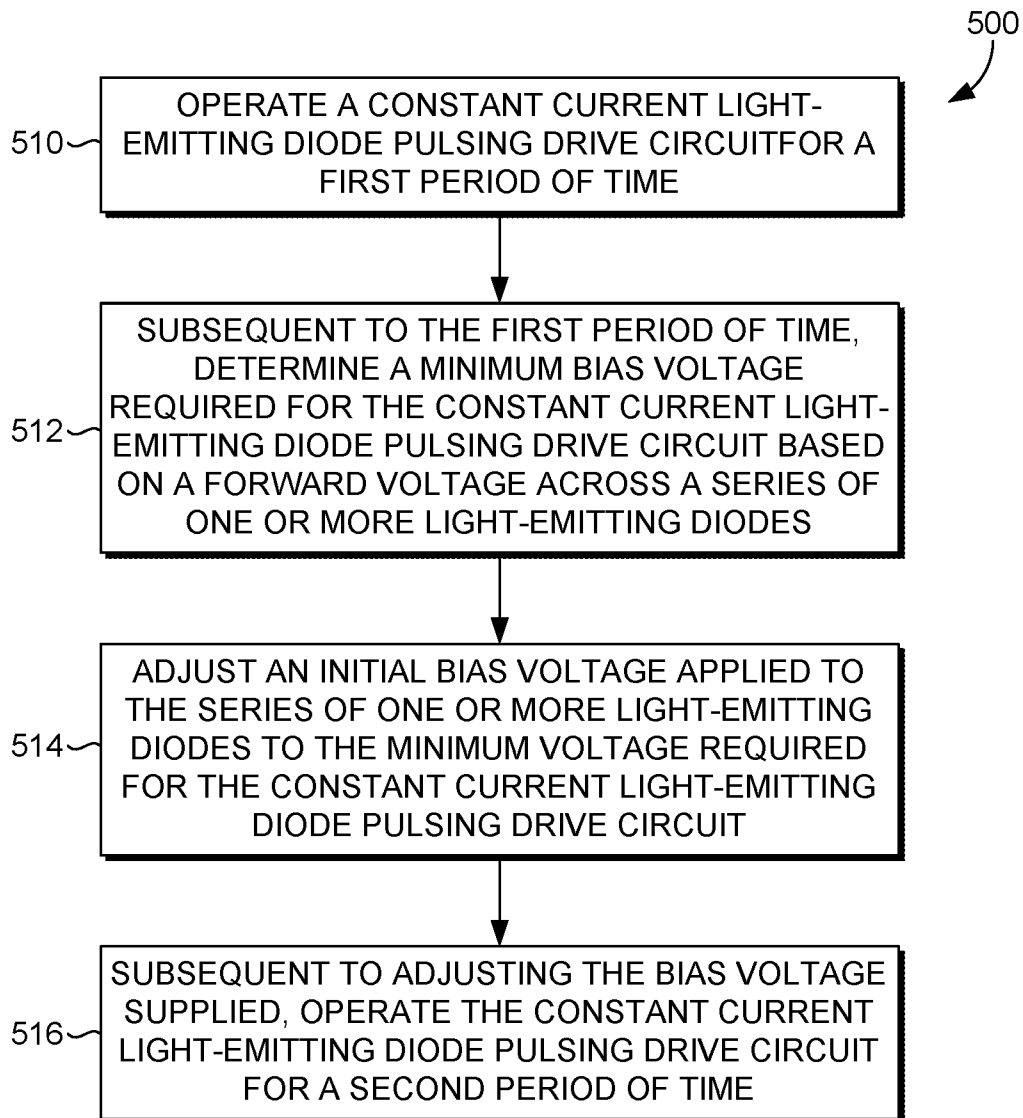 500
510
OPERATE A CONSTANT CURRENT LIGHT-
EMITTING DIODE PULSING DRIVE CIRCUITFOR A
FIRST PERIOD OF TIME
512
SUBSEQUENT TO THE FIRST PERIOD OF TIME,
DETERMINE A MINIMUM BIAS VOLTAGE
REQUIRED FOR THE CONSTANT CURRENT LIGHT-
EMITTING DIODE PULSING DRIVE CIRCUIT BASED
ON A FORWARD VOLTAGE ACROSS A SERIES OF
ONE OR MORE LIGHT-EMITTING DIODES
514
ADJUST AN INITIAL BIAS VOLTAGE APPLIED TO
THE SERIES OF ONE OR MORE LIGHT-EMITTING
DIODES TO THE MINIMUM VOLTAGE REQUIRED
FOR THE CONSTANT CURRENT LIGHT-EMITTING
DIODE PULSING DRIVE CIRCUIT
516
SUBSEQUENT TO ADJUSTING THE BIAS VOLTAGE
SUPPLIED, OPERATE THE CONSTANT CURRENT
LIGHT-EMITTING DIODE PULSING DRIVE CIRCUIT
FOR A SECOND PERIOD OF TIME